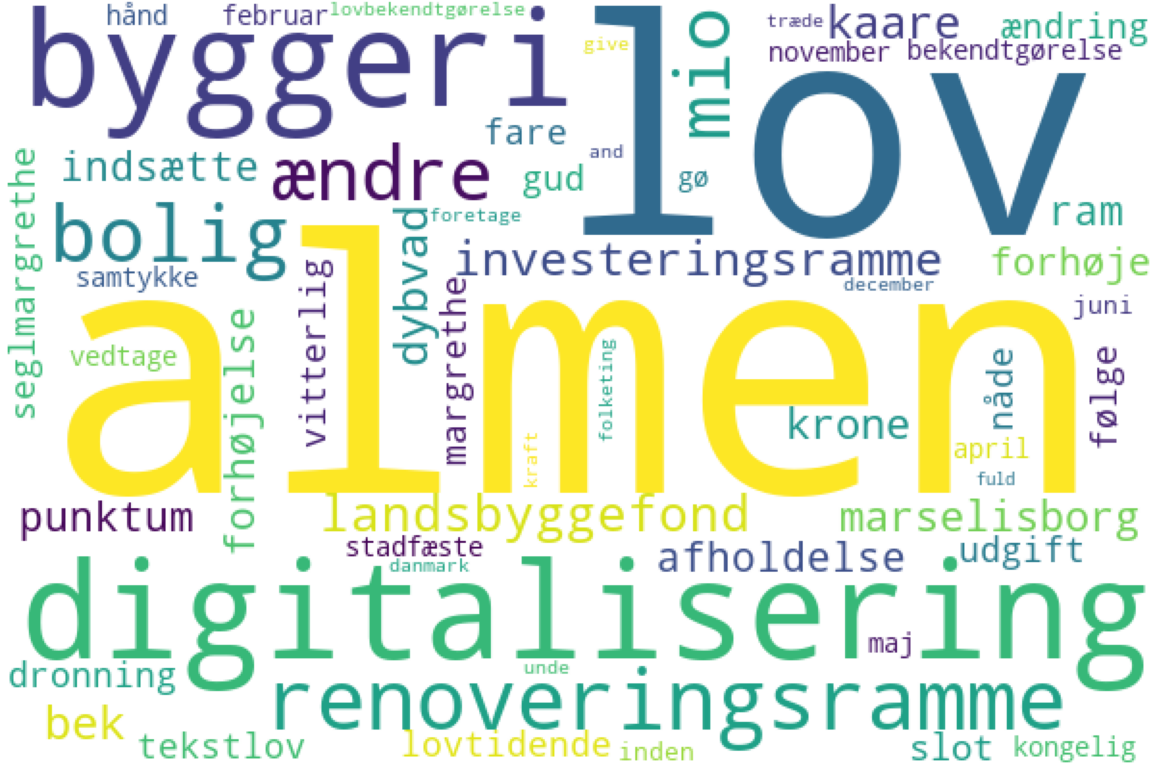 hånd
februar
lovbekendtgørelse
træde
kaare
ændring
byggeri
give
lov
mio
november
bekendtgørelse
fare
and
indsætte
ændre
gud
gø
seglmargrethe
bolig
foretage
ram
dybvad
investeringsramme
forhøje
samtykke
vitterlig
margrethe
december
almen
juni
vedtage
forhøjelse
folketing
nåde
følge
krone
kraft
april
fuld
punktum
landsbyggefond
marselisborg
stadfæste
afholdelse
udgift
danmark
digitalisering
maj
dronning
unde
renoveringsramme
bek
tekstlov
lovtidende
inden
slot
kongelig